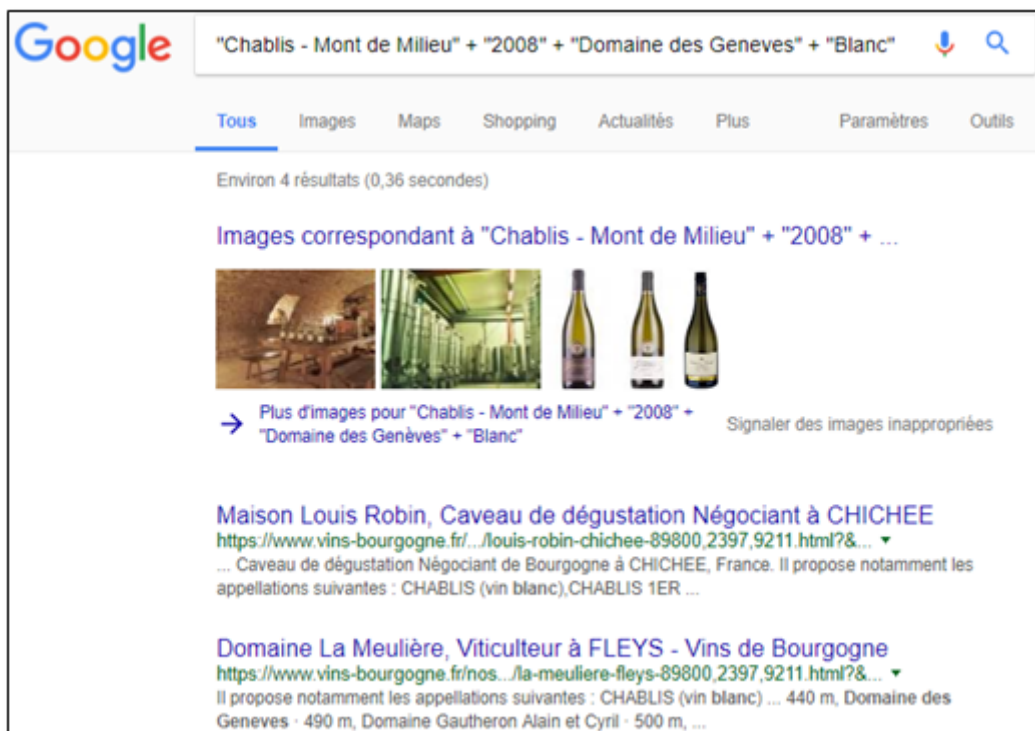 Google
"Chablis - Mont de Milieu" + "2008" + "Domaine des Geneves" + "Blanc"
Tous Images Maps Shopping Actualités Plus Paramètres Outils
Environ 4 résultats (0,36 secondes)
Images correspondant à "Chablis - Mont de Milieu" + "2008" + ...
Plus d'images pour "Chablis - Mont de Milieu" + "2008" +
"Domaine des Genèves" + "Blanc"
Signaler des images inappropriées
Maison Louis Robin, Caveau de dégustation Négociant à CHICHEE
https://www.vins-bourgogne.fr/.../louis-robin-chichee-89800,2397,9211.html?&...
... Caveau de dégustation Négociant de Bourgogne à CHICHEE, France. Il propose notamment les
appellations suivantes : CHABLIS (vin blanc),CHABLIS 1ER ...
Domaine La Meulière, Viticulteur à FLEYS - Vins de Bourgogne
https://www.vins-bourgogne.fr/nos.../la-meuliere-fleys-89800,2397,9211.html?&...
Il propose notamment les appellations suivantes : CHABLIS (vin blanc) ... 440 m, Domaine des
Geneves · 490 m, Domaine Gautheron Alain et Cyril · 500 m, ...